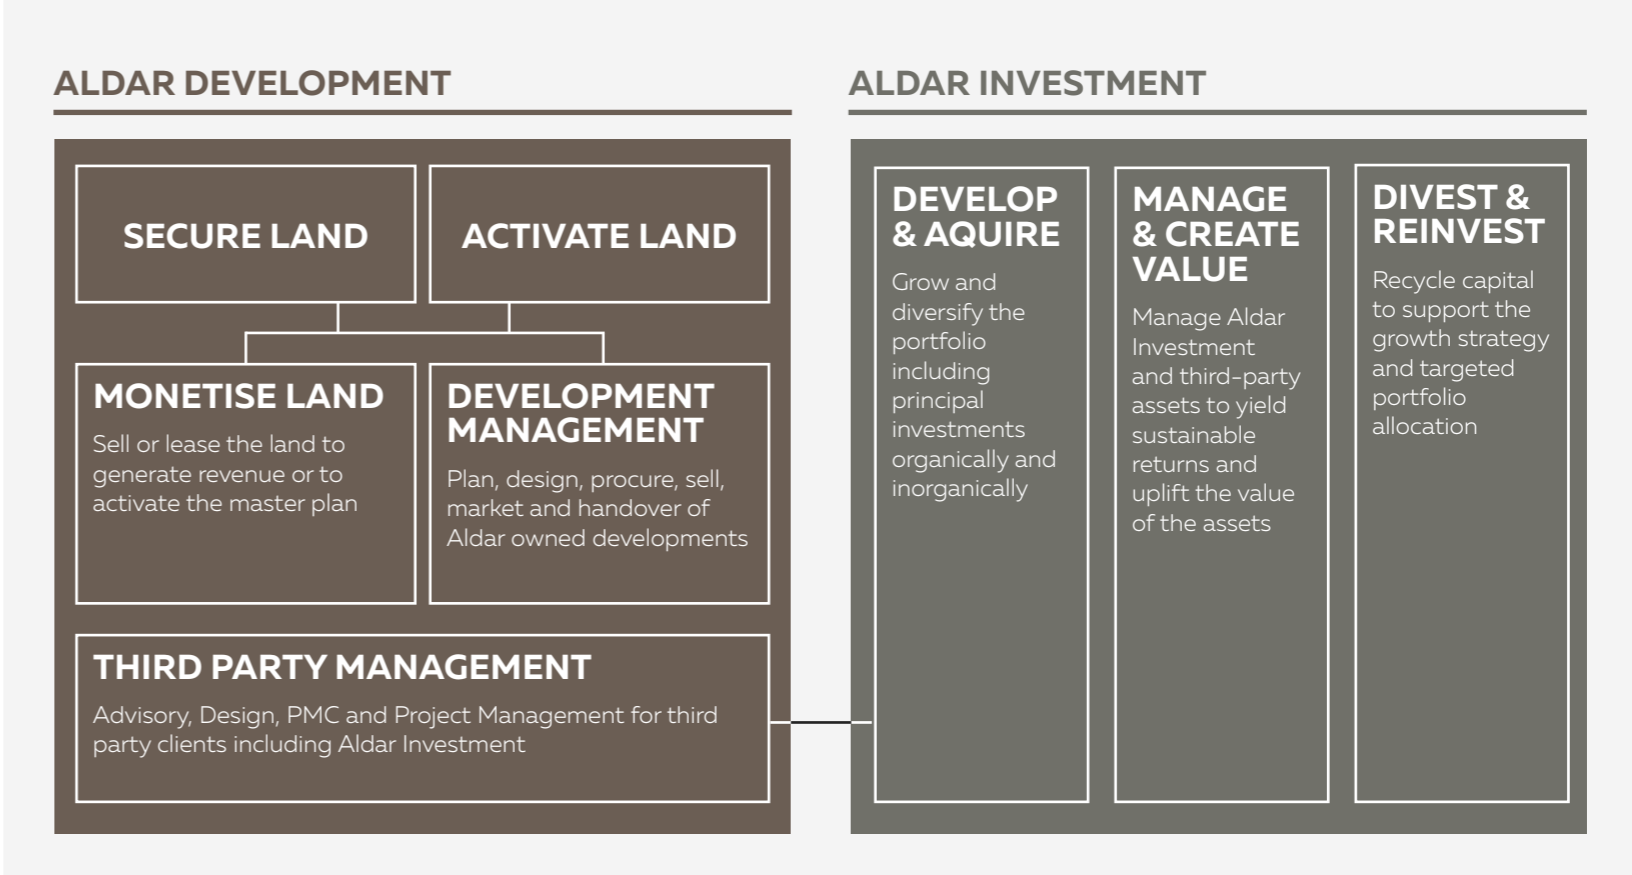 ALDAR DEVELOPMENT
SECURE LAND
ACTIVATE LAND
MONETISE LAND
Sell or lease the land to
generate revenue or to
activate the master plan
DEVELOPMENT
MANAGEMENT
Plan, design, procure, sell,
market and handover of
Aldar owned developments
THIRD PARTY MANAGEMENT
Advisory, Design, PMC and Project Management for third
party clients including Aldar Investment
ALDAR INVESTMENT
DEVELOP
& AQUIRE
Grow and
diversify the
portfolio
including
principal
investments
organically and
inorganically
MANAGE
& CREATE
VALUE
Manage Aldar
Investment
and third-party
assets to yield
sustainable
returns and
uplift the value
of the assets
DIVEST &
REINVEST
Recycle capital
to support the
growth strategy
and targeted
portfolio
allocation